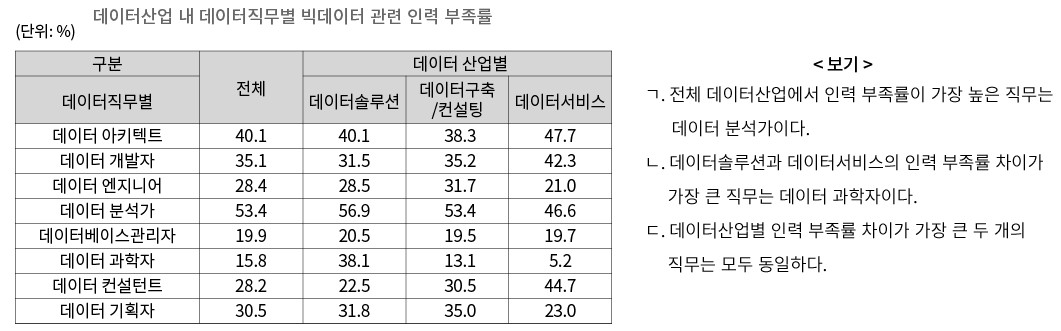 데이터산업 내 데이터직무별 빅데이터 관련 인력 부족률
(단위: %)
구분 전체 데이터 산업별
데이터직무별 데이터솔루션 데이터구축/컨설팅 데이터서비스
데이터 아키텍트 40.1 40.1 38.3 47.7
데이터 개발자 35.1 31.5 35.2 42.3
데이터 엔지니어 28.4 28.5 31.7 21.0
데이터 분석가 53.4 56.9 53.4 46.6
데이터베이스관리자 19.9 20.5 19.5 19.7
데이터 과학자 15.8 38.1 13.1 5.2
데이터 컨설턴트 28.2 22.5 30.5 44.7
데이터 기획자 30.5 31.8 35.0 23.0
< 보기 >
ㄱ. 전체 데이터산업에서 인력 부족률이 가장 높은 직무는
데이터 분석가이다.
ㄴ. 데이터솔루션과 데이터서비스의 인력 부족률 차이가
가장 큰 직무는 데이터 과학자이다.
ㄷ. 데이터산업별 인력 부족률 차이가 가장 큰 두 개의
직무는 모두 동일하다.